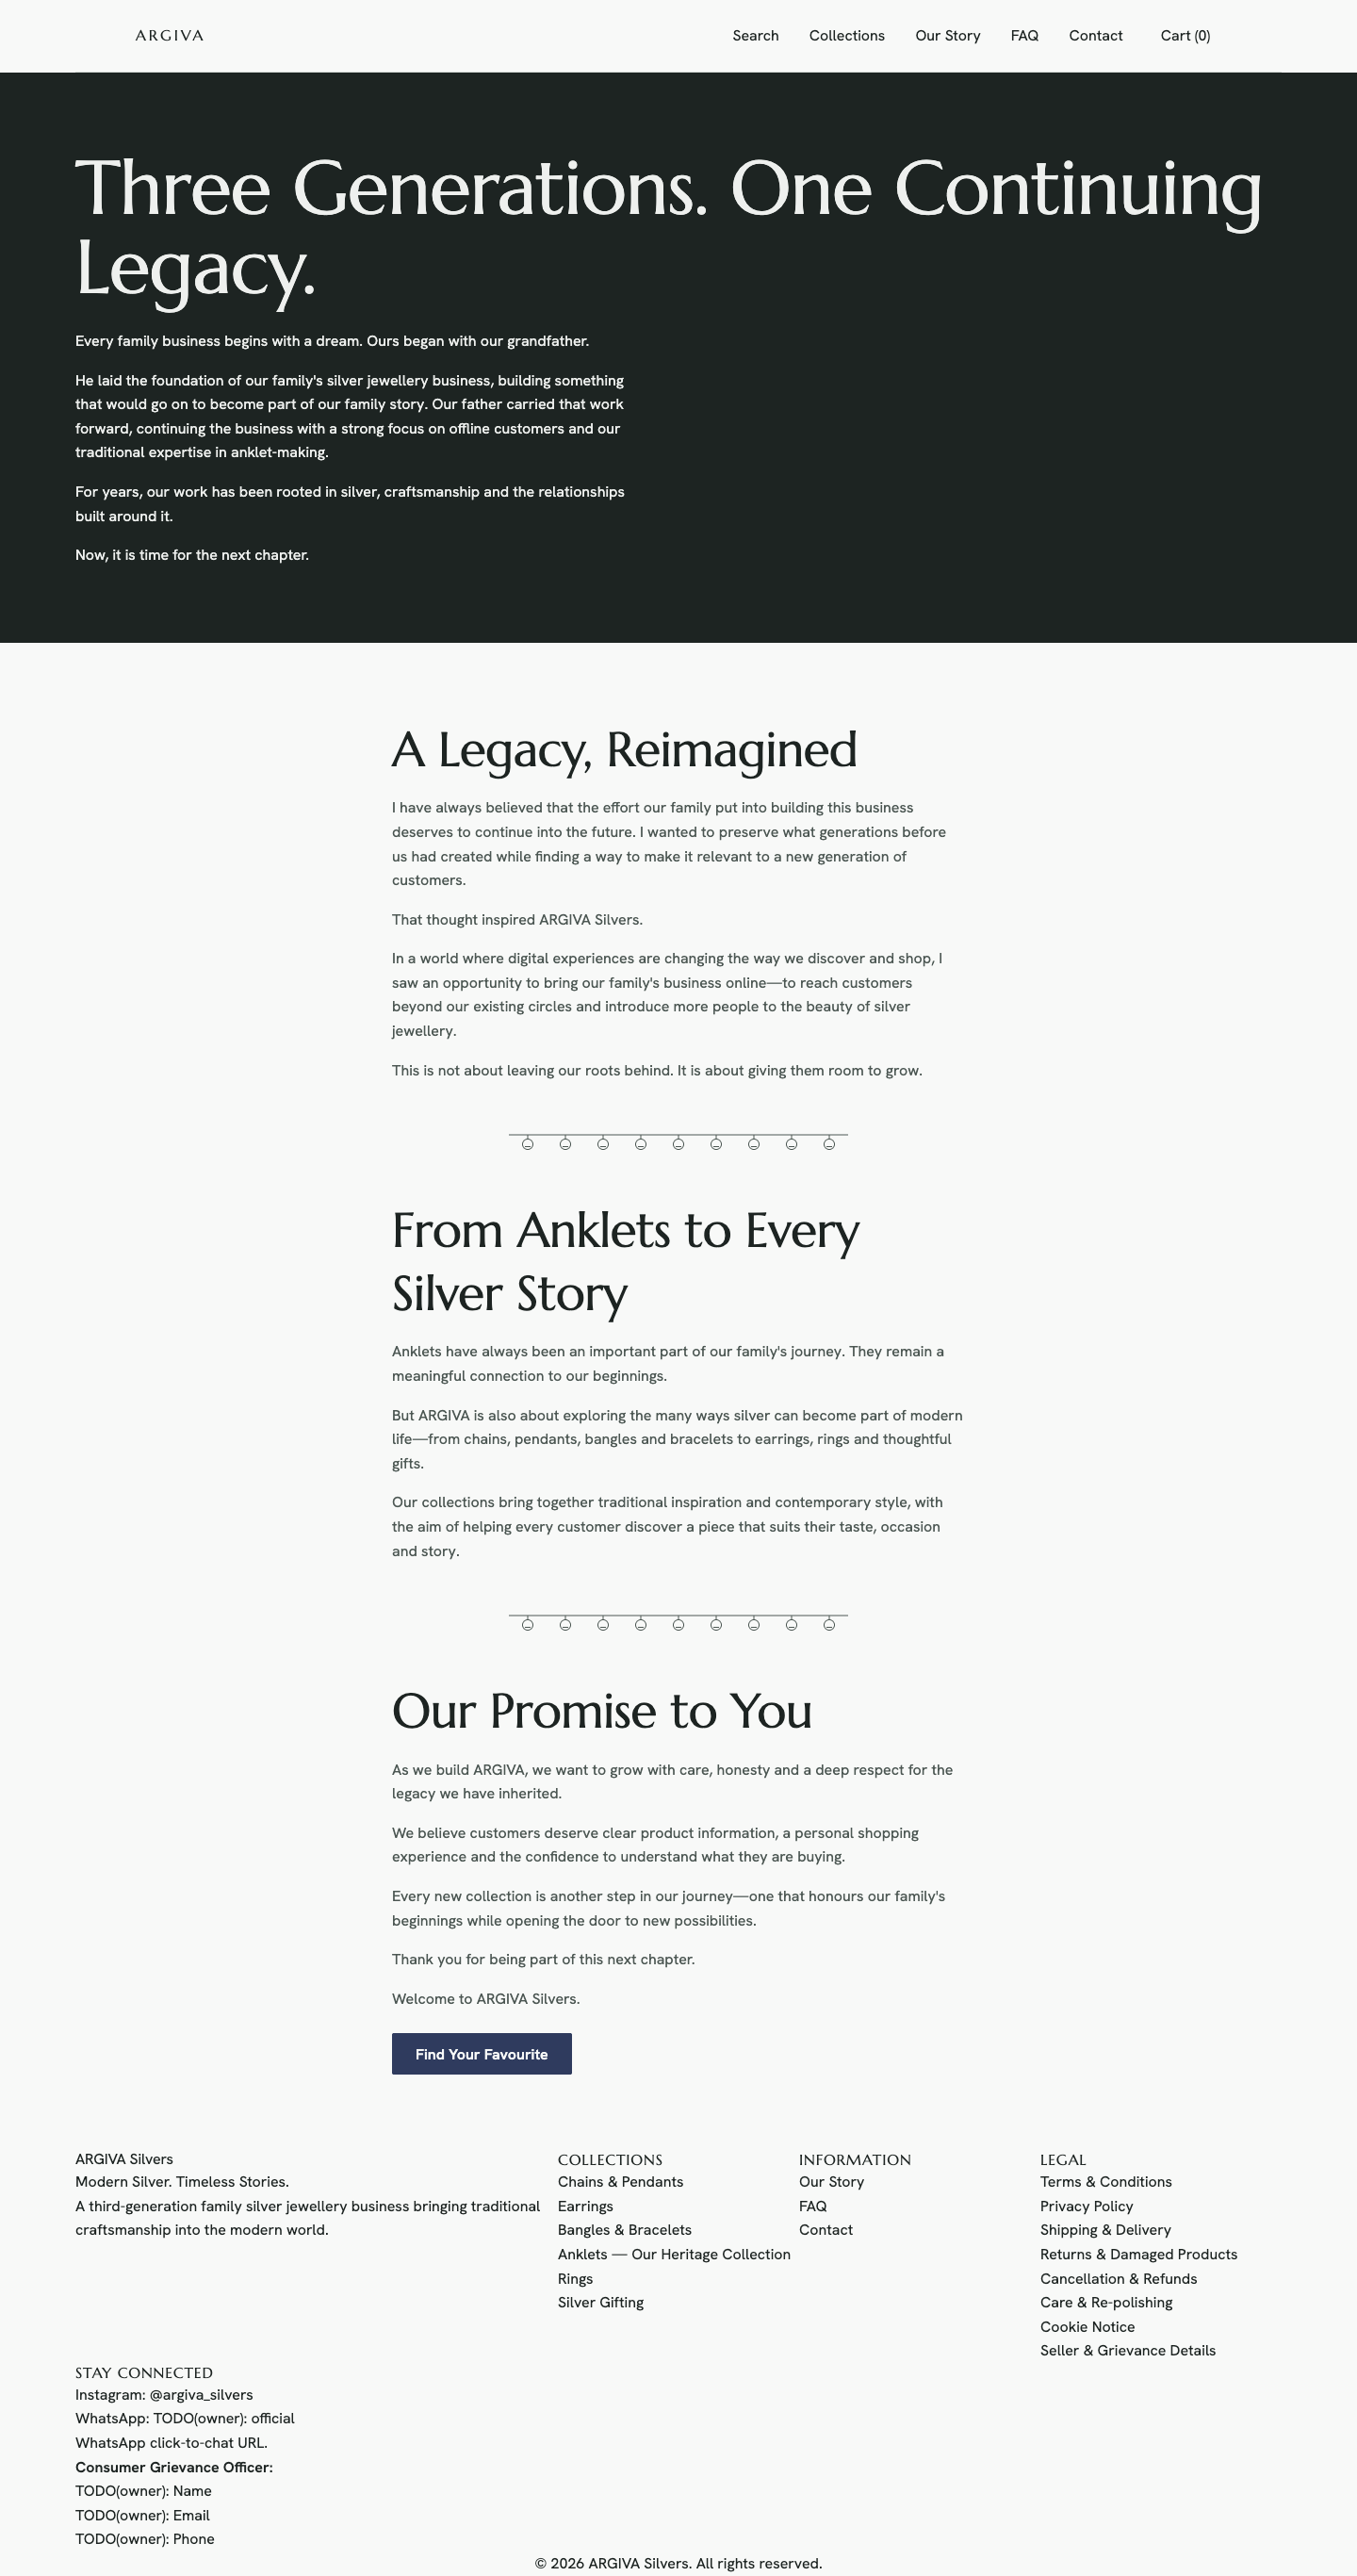 ARGIVA
Search Collections Our Story FAQ Contact Cart (0)
Three Generations. One Continuing
Legacy.
Every family business begins with a dream. Ours began with our grandfather.
He laid the foundation of our family's silver jewellery business, building something
that would go on to become part of our family story. Our father carried that work
forward, continuing the business with a strong focus on offline customers and our
traditional expertise in anklet-making.
For years, our work has been rooted in silver, craftsmanship and the relationships
built around it.
Now, it is time for the next chapter.
A Legacy, Reimagined
I have always believed that the effort our family put into building this business
deserves to continue into the future. I wanted to preserve what generations before
us had created while finding a way to make it relevant to a new generation of
customers.
That thought inspired ARGIVA Silvers.
In a world where digital experiences are changing the way we discover and shop, I
saw an opportunity to bring our family's business online—to reach customers
beyond our existing circles and introduce more people to the beauty of silver
jewellery.
This is not about leaving our roots behind. It is about giving them room to grow.
From Anklets to Every
Silver Story
Anklets have always been an important part of our family's journey. They remain a
meaningful connection to our beginnings.
But ARGIVA is also about exploring the many ways silver can become part of modern
life—from chains, pendants, bangles and bracelets to earrings, rings and thoughtful
gifts.
Our collections bring together traditional inspiration and contemporary style, with
the aim of helping every customer discover a piece that suits their taste, occasion
and story.
Our Promise to You
As we build ARGIVA, we want to grow with care, honesty and a deep respect for the
legacy we have inherited.
We believe customers deserve clear product information, a personal shopping
experience and the confidence to understand what they are buying.
Every new collection is another step in our journey—one that honours our family's
beginnings while opening the door to new possibilities.
Thank you for being part of this next chapter.
Welcome to ARGIVA Silvers.
Find Your Favourite
ARGIVA Silvers
Modern Silver. Timeless Stories.
A third-generation family silver jewellery business bringing traditional
craftsmanship into the modern world.
COLLECTIONS
Chains & Pendants
Earrings
Bangles & Bracelets
Anklets — Our Heritage Collection
Rings
Silver Gifting
INFORMATION
Our Story
FAQ
Contact
LEGAL
Terms & Conditions
Privacy Policy
Shipping & Delivery
Returns & Damaged Products
Cancellation & Refunds
Care & Re-polishing
Cookie Notice
Seller & Grievance Details
STAY CONNECTED
Instagram: @argiva_silvers
WhatsApp: TODO(owner): official
WhatsApp click-to-chat URL.
Consumer Grievance Officer:
TODO(owner): Name
TODO(owner): Email
TODO(owner): Phone
© 2026 ARGIVA Silvers. All rights reserved.